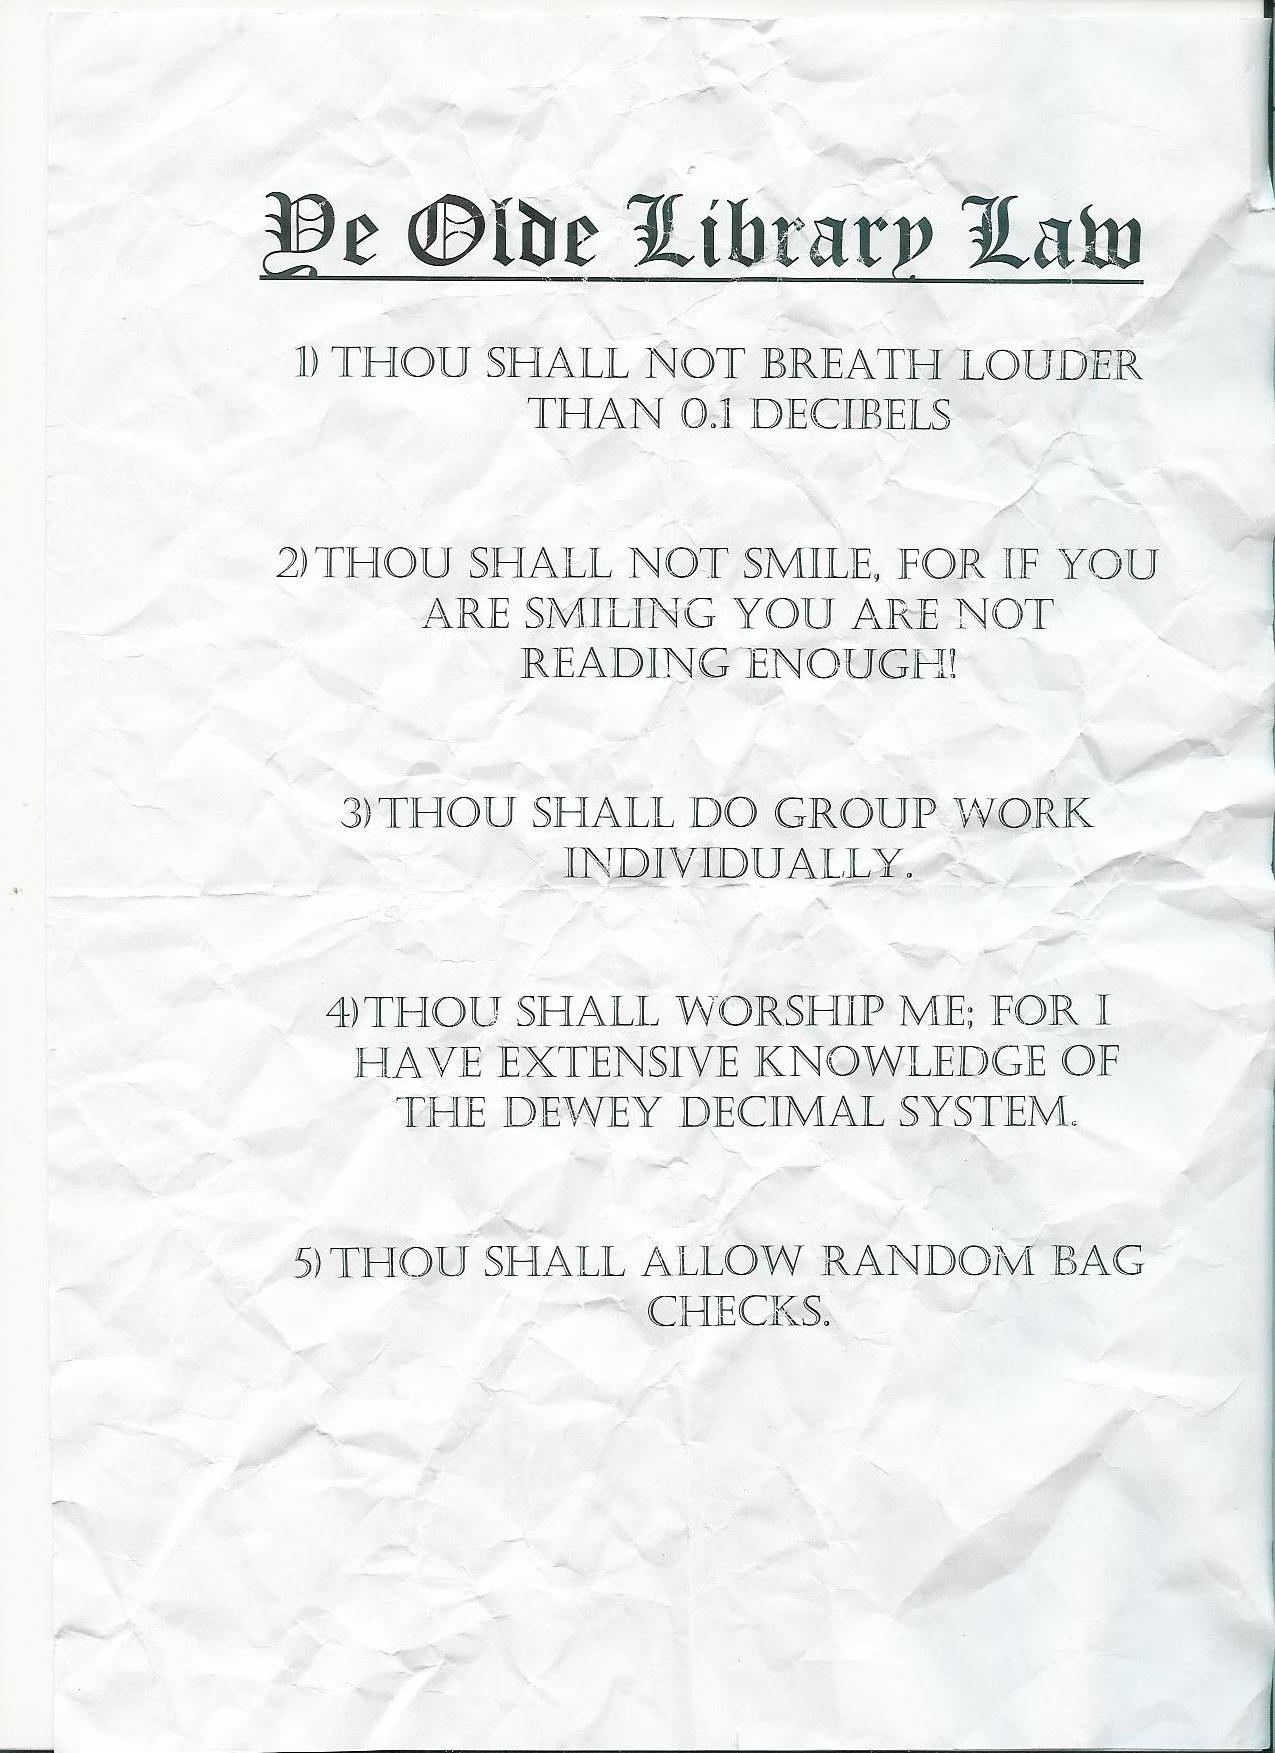 Ye Olde Library Law
1) THOU SHALL NOT BREATH LOUDER
THAN 0.1 DECIBELS
2) THOU SHALL NOT SMILE, FOR IF YOU
ARE SMILING YOU ARE NOT
READING ENOUGH!
3) THOU SHALL DO GROUP WORK
INDIVIDUALLY.
4) THOU SHALL WORSHIP ME; FOR I
HAVE EXTENSIVE KNOWLEDGE OF
THE DEWEY DECIMAL SYSTEM.
5) THOU SHALL ALLOW RANDOM BAG
CHECKS.